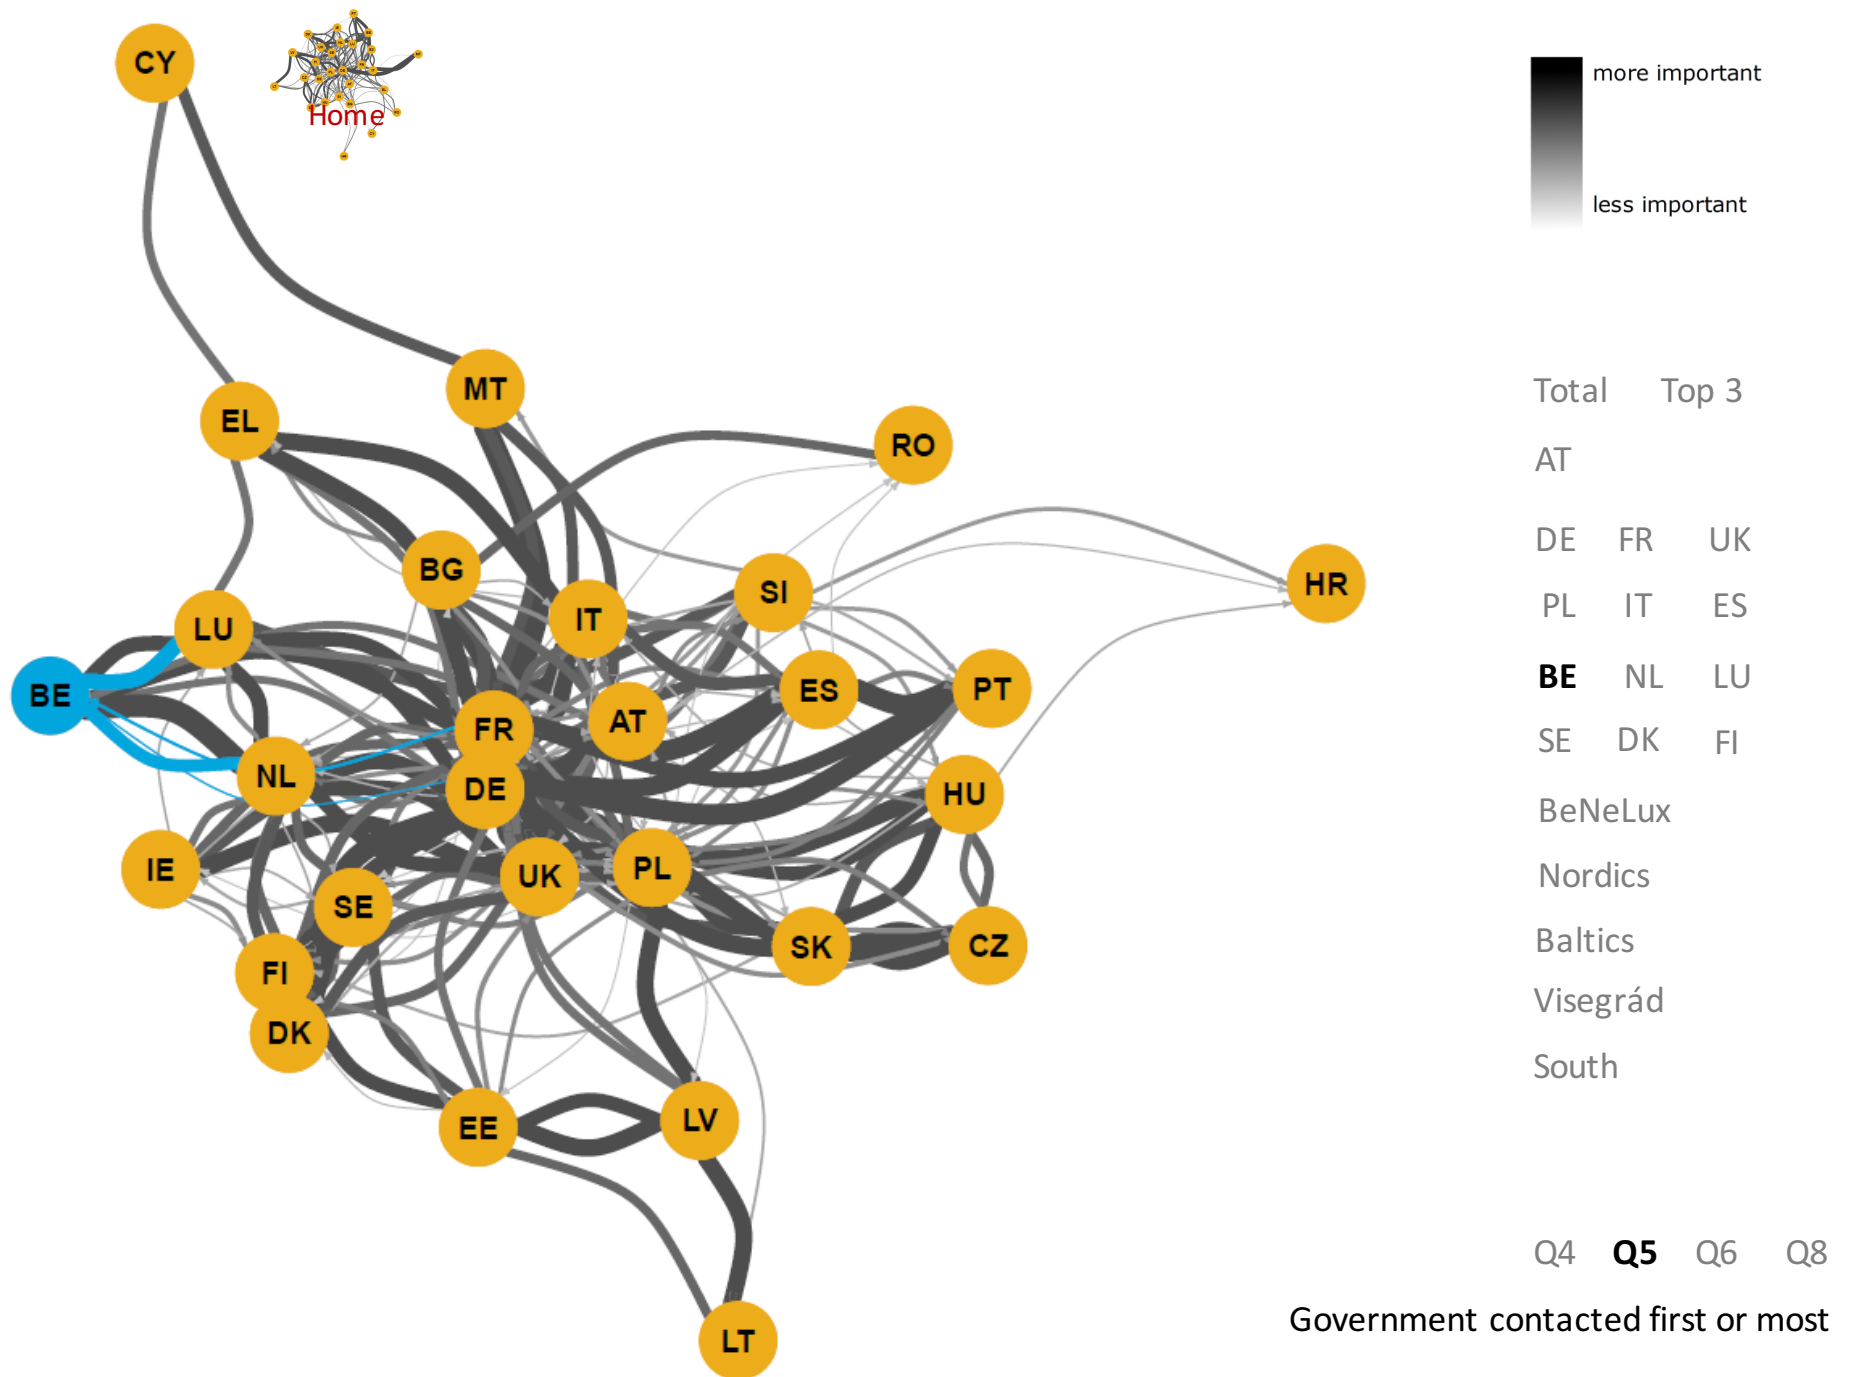 CY
Home
more important
less important
MT
EL
RO
Total Top 3
AT
BG
SI
IT
HR
DE FR UK
LU
PL IT ES
BE
ES
PT
BE NL LU
FR
AT
NL
DE
HU
SE DK FI
IE
UK
PL
BeNeLux
SE
Nordics
SK
CZ
Baltics
FI
DK
Visegrád
South
EE
LV
LT
Q4 Q5 Q6 Q8
Government contacted first or most